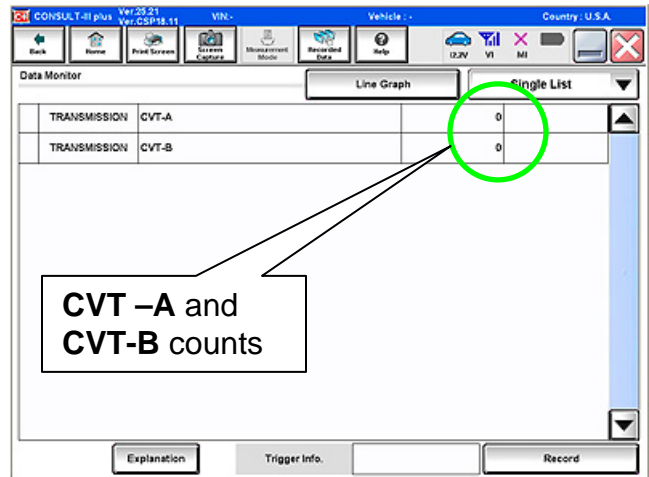 CONSULT-III plus Ver.25.21 Ver.CSP18.11 VIN:- Vehicle : - Country : U.S.A.
Back Home Print Screen Screen Capture Measurement Mode Recorded Data Help 12.2V VI MI
Data Monitor Line Graph Single List
TRANSMISSION CVT-A 0
TRANSMISSION CVT-B 0
CVT –A and
CVT-B counts
Explanation Trigger Info. Record